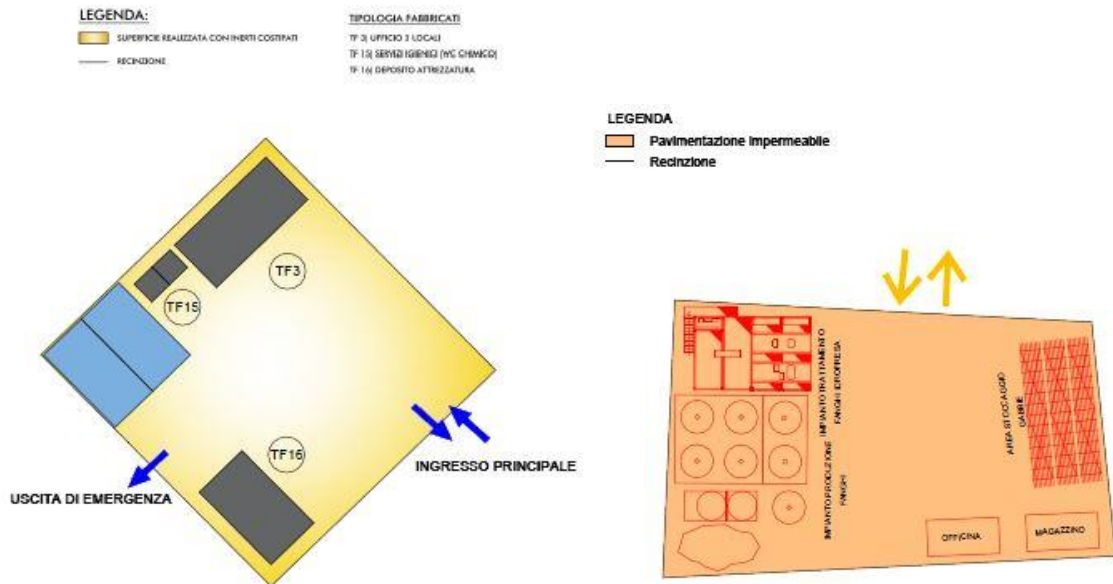 LEGENDA:
SUPERFICIE REALIZZATA CON INERTI COSTIPATI
RECINZIONE
TIPOLOGIA FABBRICATI
TF 3) UFFICIO 3 LOCALI
TF 15) SERVIZI IGIENICI (WC CHIMICO)
TF 16) DEPOSITO ATTREZZATURA
TF3
TF15
TF16
USCITA DI EMERGENZA
INGRESSO PRINCIPALE
LEGENDA
Pavimentazione Impermeabile
Recinzione
IMPIANTO TRATTAMENTO
FANGHI IDROFRESA
IMPIANTO PRODUZIONE
FANGHI
AREA STOCCAGGIO
GABBIE
OFFICINA
MAGAZZINO